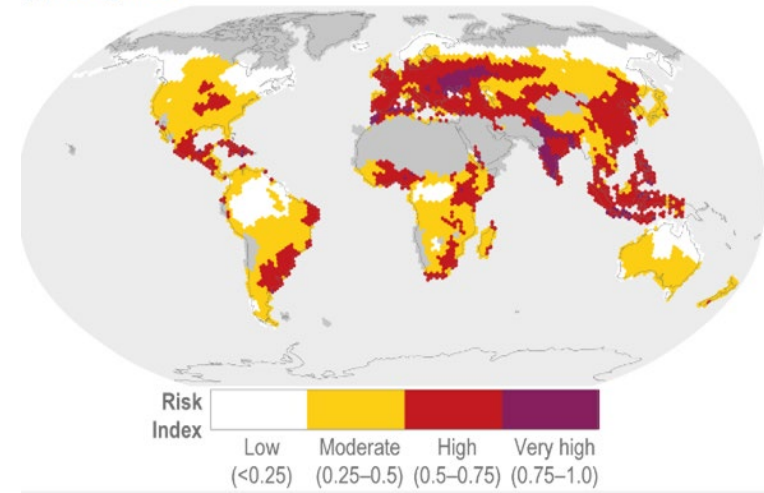 Risk
Index
Low Moderate High Very high
(<0.25) (0.25–0.5) (0.5–0.75) (0.75–1.0)